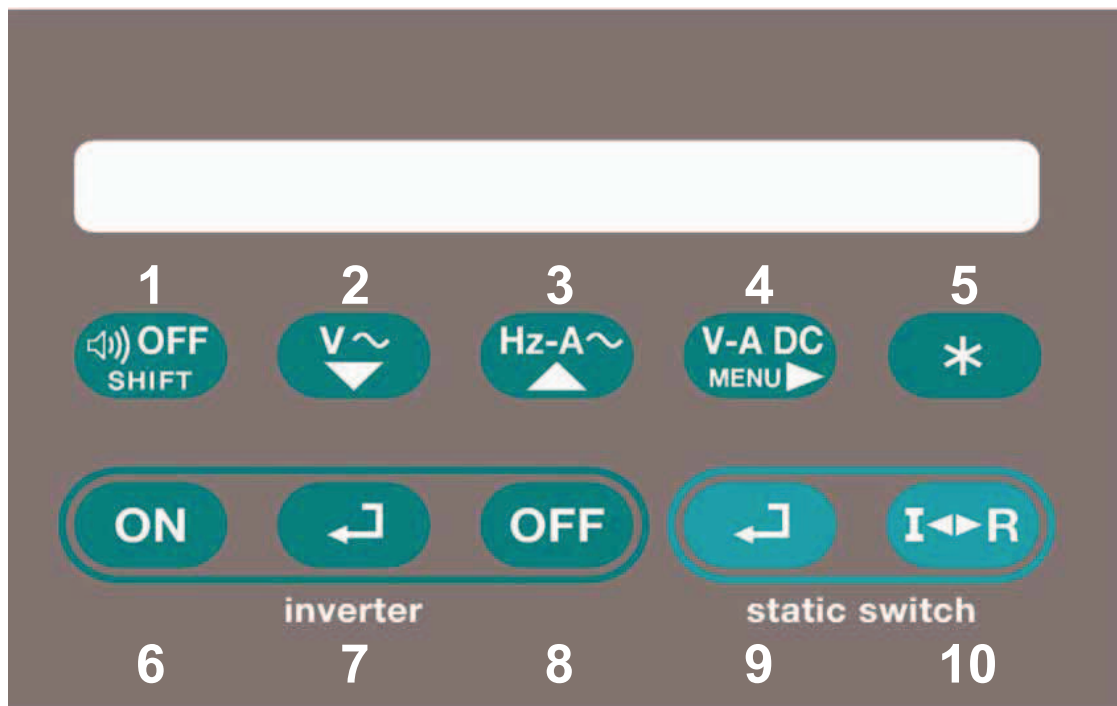 1 2 3 4 5
OFF V~ Hz-A~ V-A DC *
SHIFT MENU
ON OFF I◄►R
inverter static switch
6 7 8 9 10